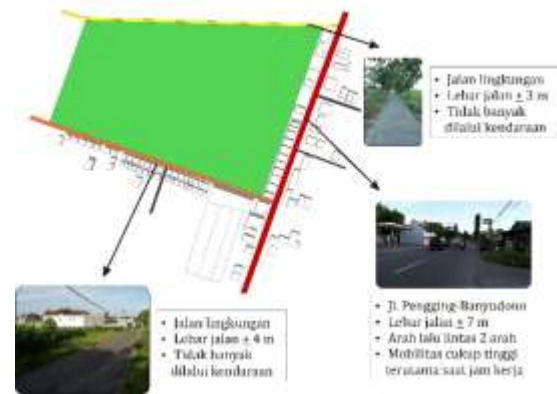 • Jalan lingkungan
• Lebar jalan ± 3 m
• Tidak banyak
dilalui kendaraan
• Jl. Pengging-Banyudono
• Lebar jalan ± 7 m
• Arah lalu lintas 2 arah
• Mobilitas cukup tinggi
terutama saat jam kerja
• Jalan lingkungan
• Lebar jalan ± 4 m
• Tidak banyak
dilalui kendaraan